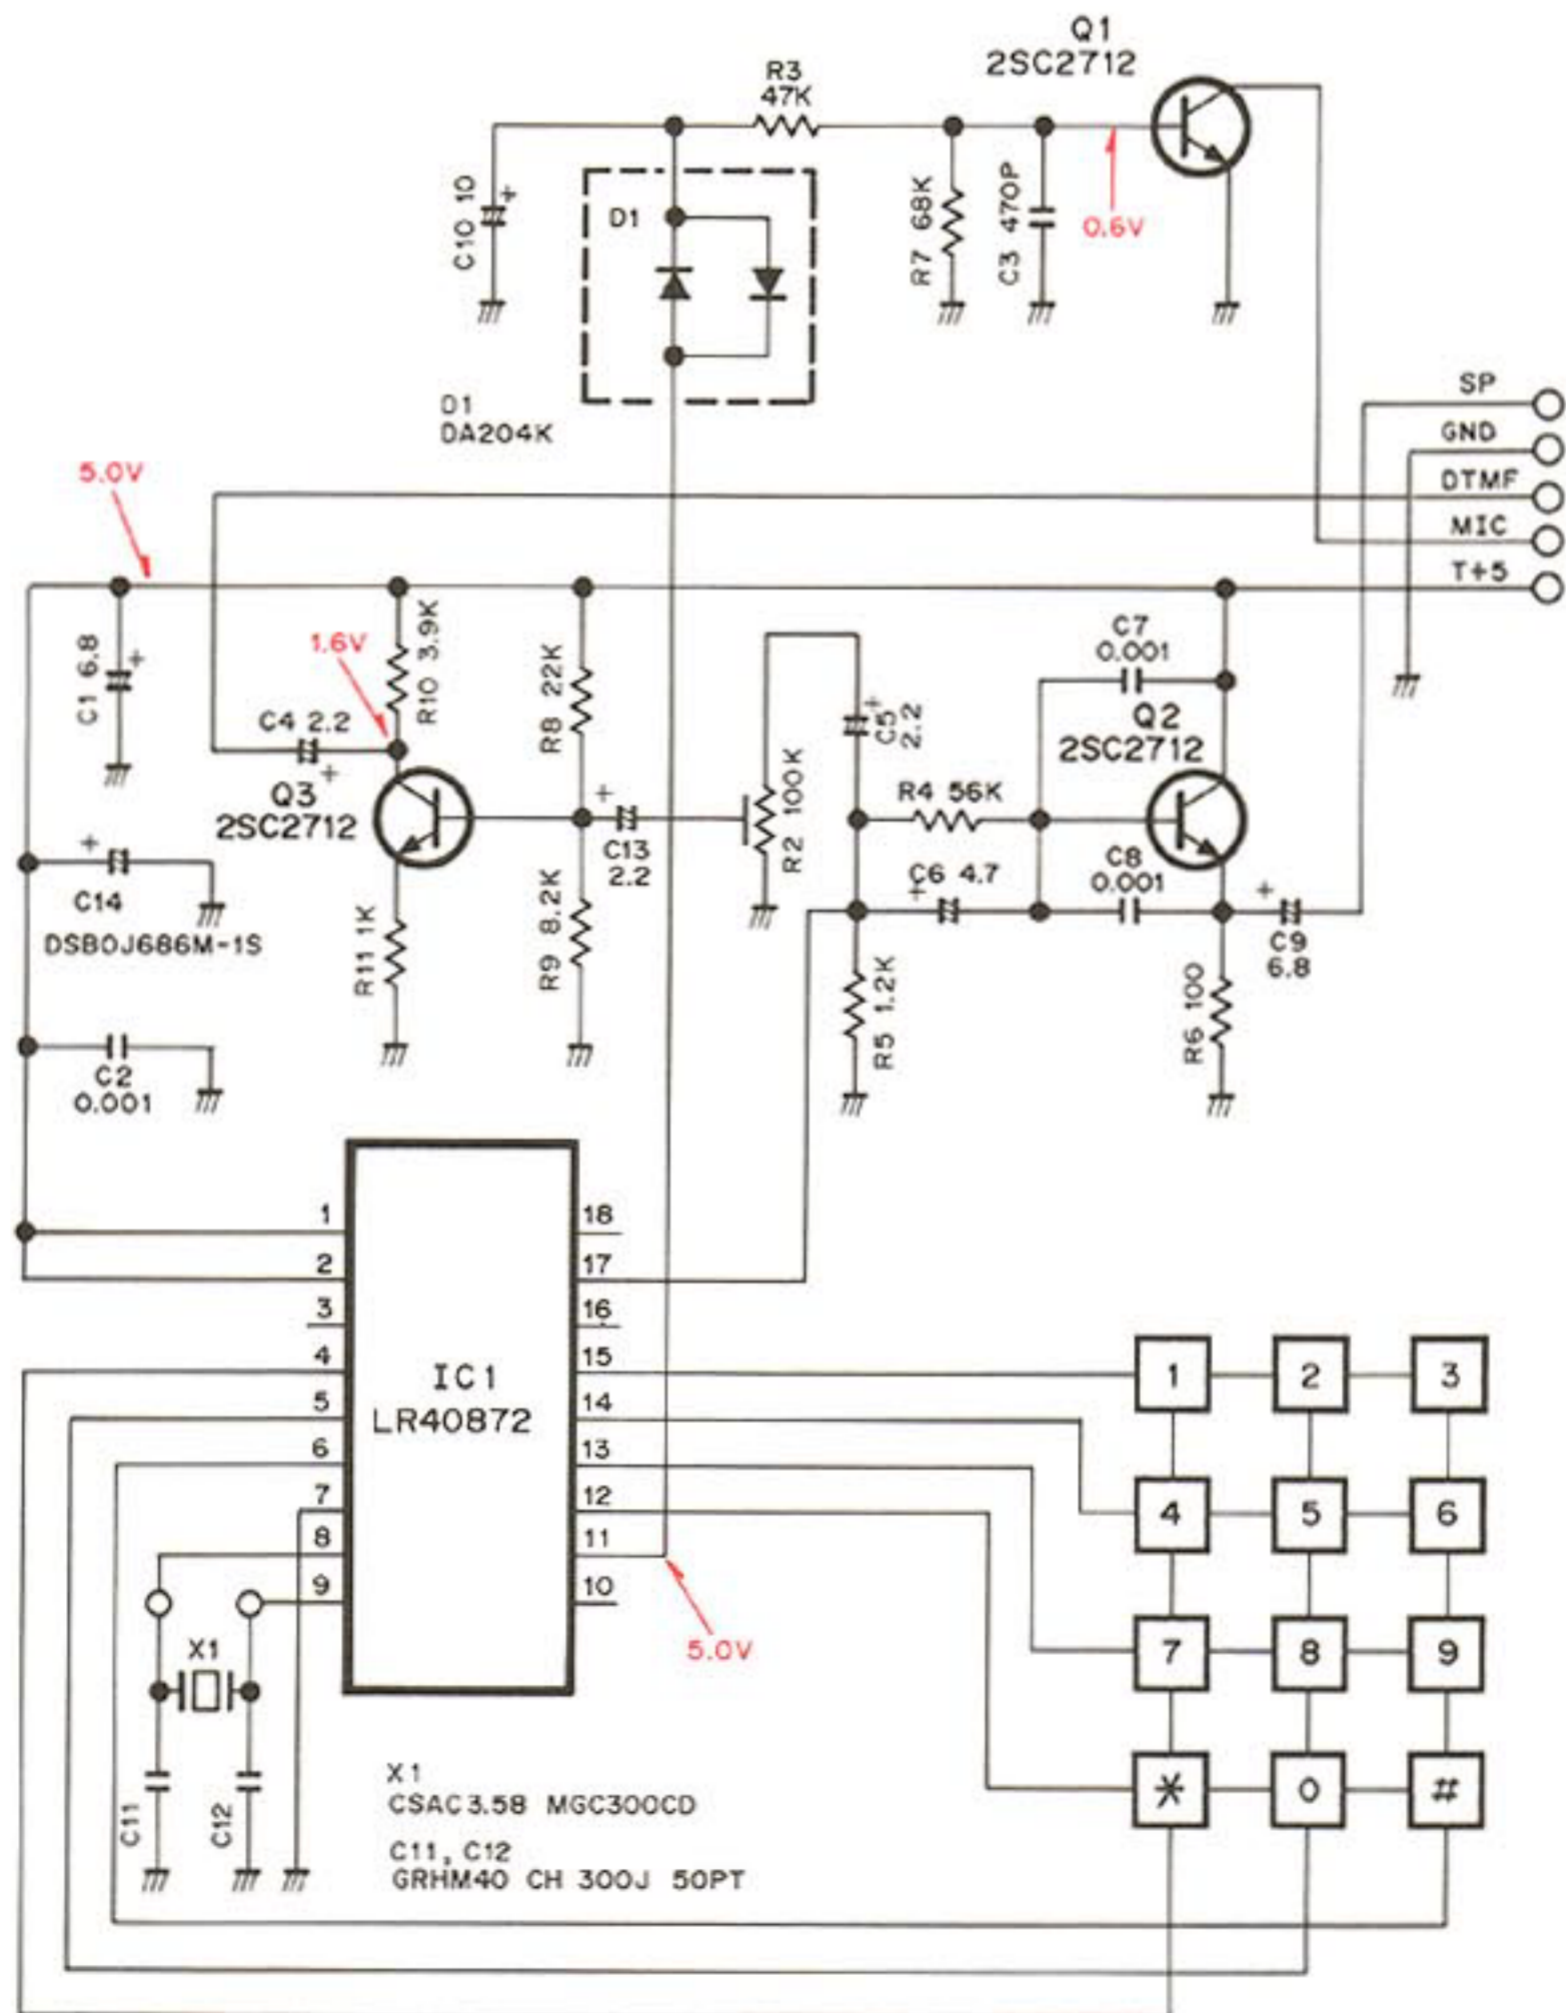 Q1
2SC2712
R3
47K
C10 10
+
D1
R7 68K
C3 470P
0.6V
D1
DA204K
SP
GND
DTMF
MIC
T+5
5.0V
C1 6.8
+
1.6V
R10 3.9K
R8 22K
C4 2.2
+
Q3
2SC2712
+
C13
2.2
R2 100K
+
C5
2.2
C7
0.001
Q2
2SC2712
R4 56K
C6 4.7
+
C8
0.001
+
C9
6.8
+
C14
DSB0J686M-1S
R11 1K
R9 8.2K
R5 1.2K
R6 100
C2
0.001
1
2
3
4
5
6
7
8
9
18
17
16
15
14
13
12
11
10
IC1
LR40872
5.0V
X1
C11
C12
X1
CSAC3.58 MGC300CD
C11, C12
GRHM40 CH 300J 50PT
1 2 3
4 5 6
7 8 9
* 0 #